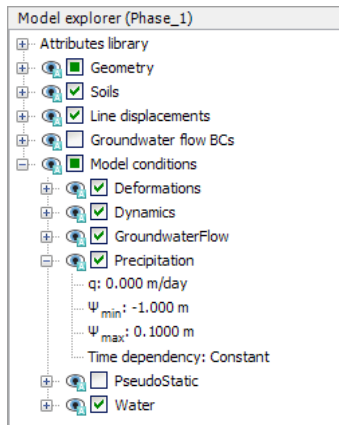 Model explorer (Phase_1)
Attributes library
Geometry
Soils
Line displacements
Groundwater flow BCs
Model conditions
Deformations
Dynamics
GroundwaterFlow
Precipitation
q: 0.000 m/day
Ψmin: -1.000 m
Ψmax: 0.1000 m
Time dependency: Constant
PseudoStatic
Water